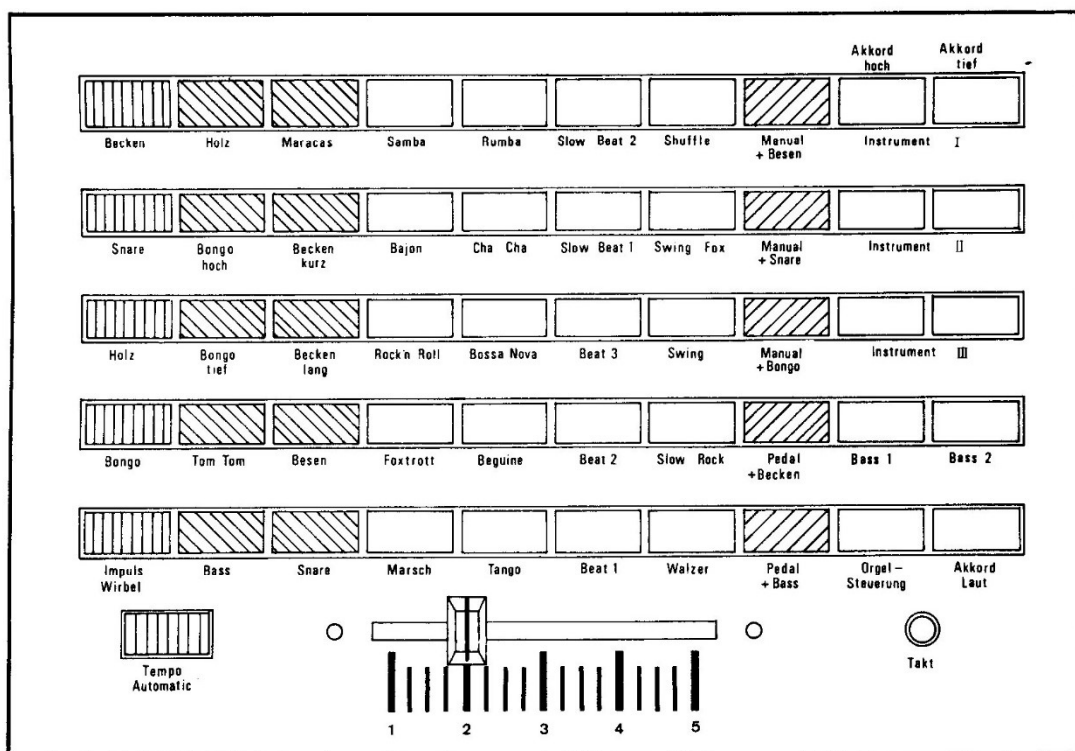 Akkord Akkord
hoch tief
Becken Holz Maracas Samba Rumba Slow Beat 2 Shuffle Manual Instrument I
+ Besen
Snare Bongo Becken Bajon Cha Cha Slow Beat 1 Swing Fox Manual Instrument II
hoch kurz + Snare
Holz Bongo Becken Rock'n Roll Bossa Nova Beat 3 Swing Manual Instrument III
tief lang + Bongo
Bongo Tom Tom Besen Foxtrott Beguine Beat 2 Slow Rock Pedal Bass 1 Bass 2
+Becken
Impuls Bass Snare Marsch Tango Beat 1 Walzer Pedal Orgel- Akkord
Wirbel + Bass Steuerung Laut
Tempo Takt
Automatic
1 2 3 4 5